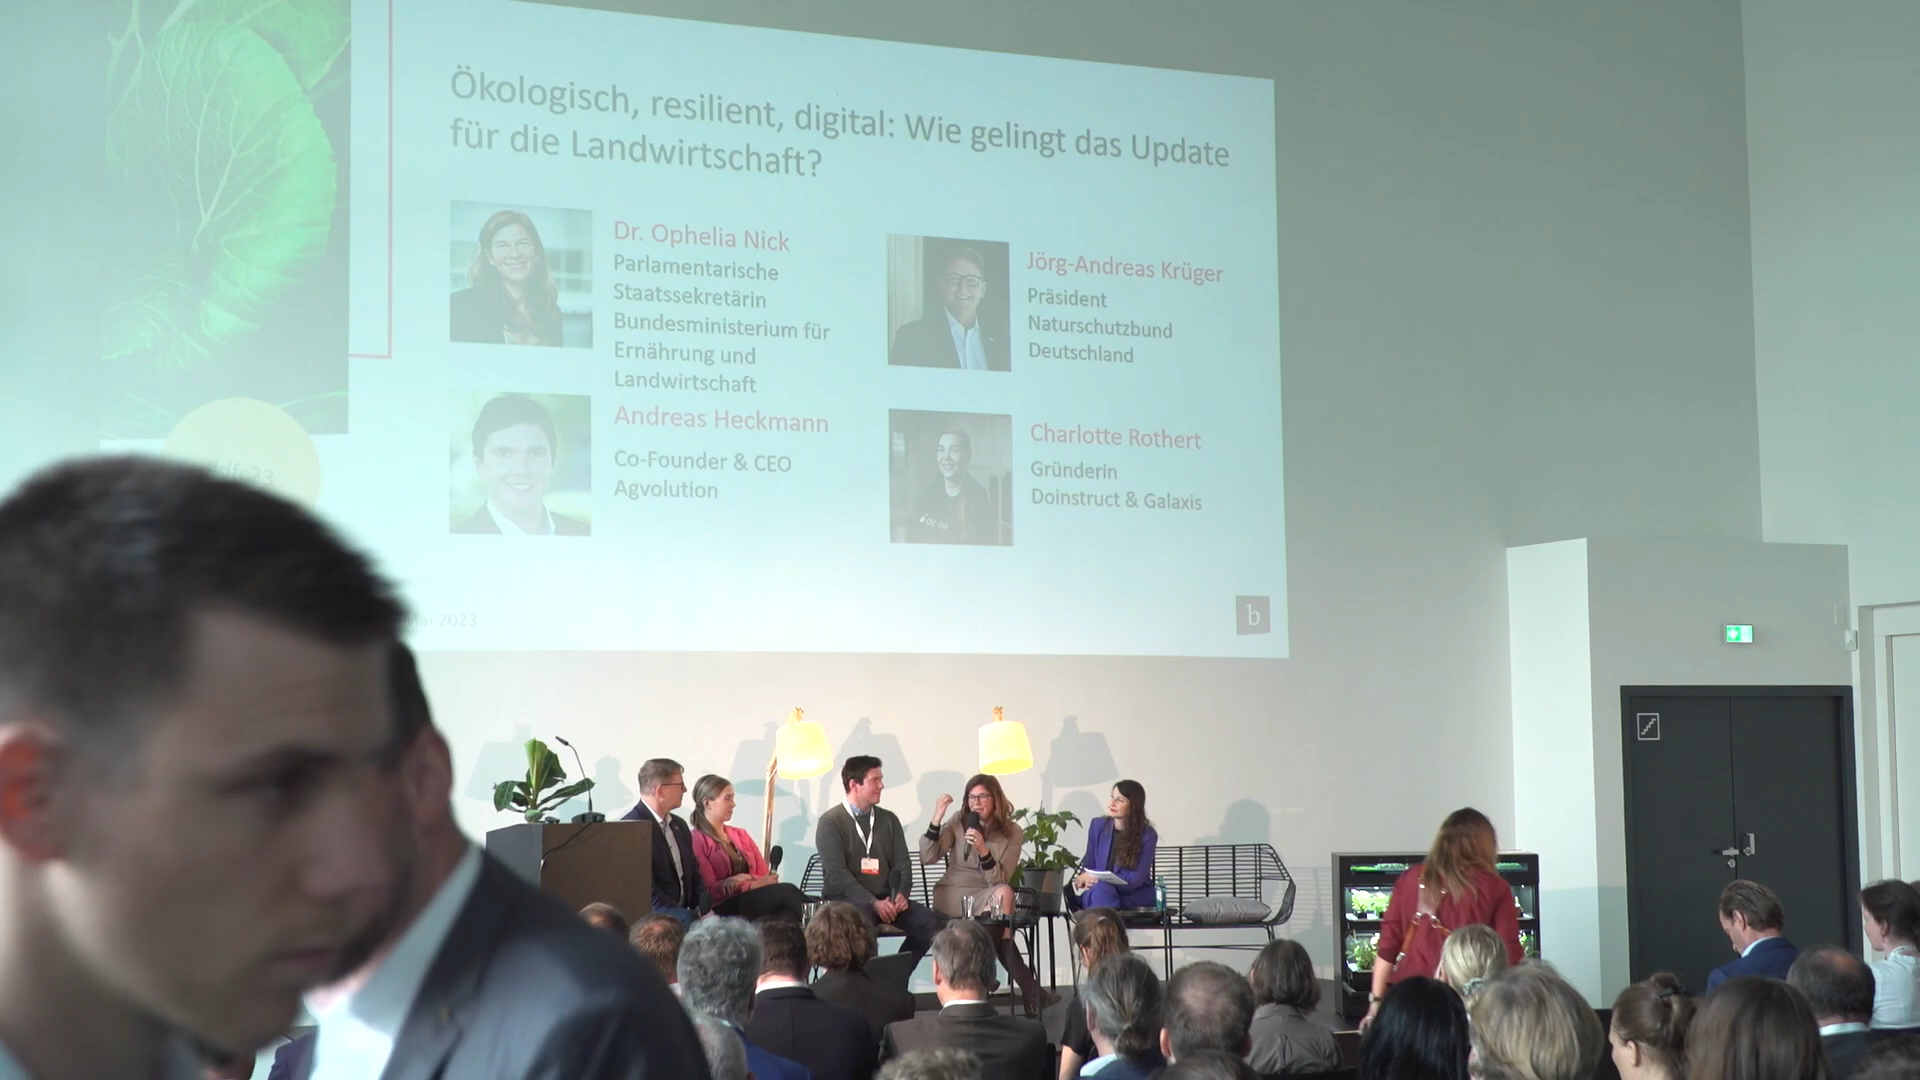 Ökologisch, resilient, digital: Wie gelingt das Update
für die Landwirtschaft?
Dr. Ophelia Nick
Parlamentarische
Staatssekretärin
Bundesministerium für
Ernährung und
Landwirtschaft
Jörg-Andreas Krüger
Präsident
Naturschutzbund
Deutschland
Andreas Heckmann
Co-Founder & CEO
Agvolution
Charlotte Rothert
Gründerin
Doinstruct & Galaxis
Mai 2023
b